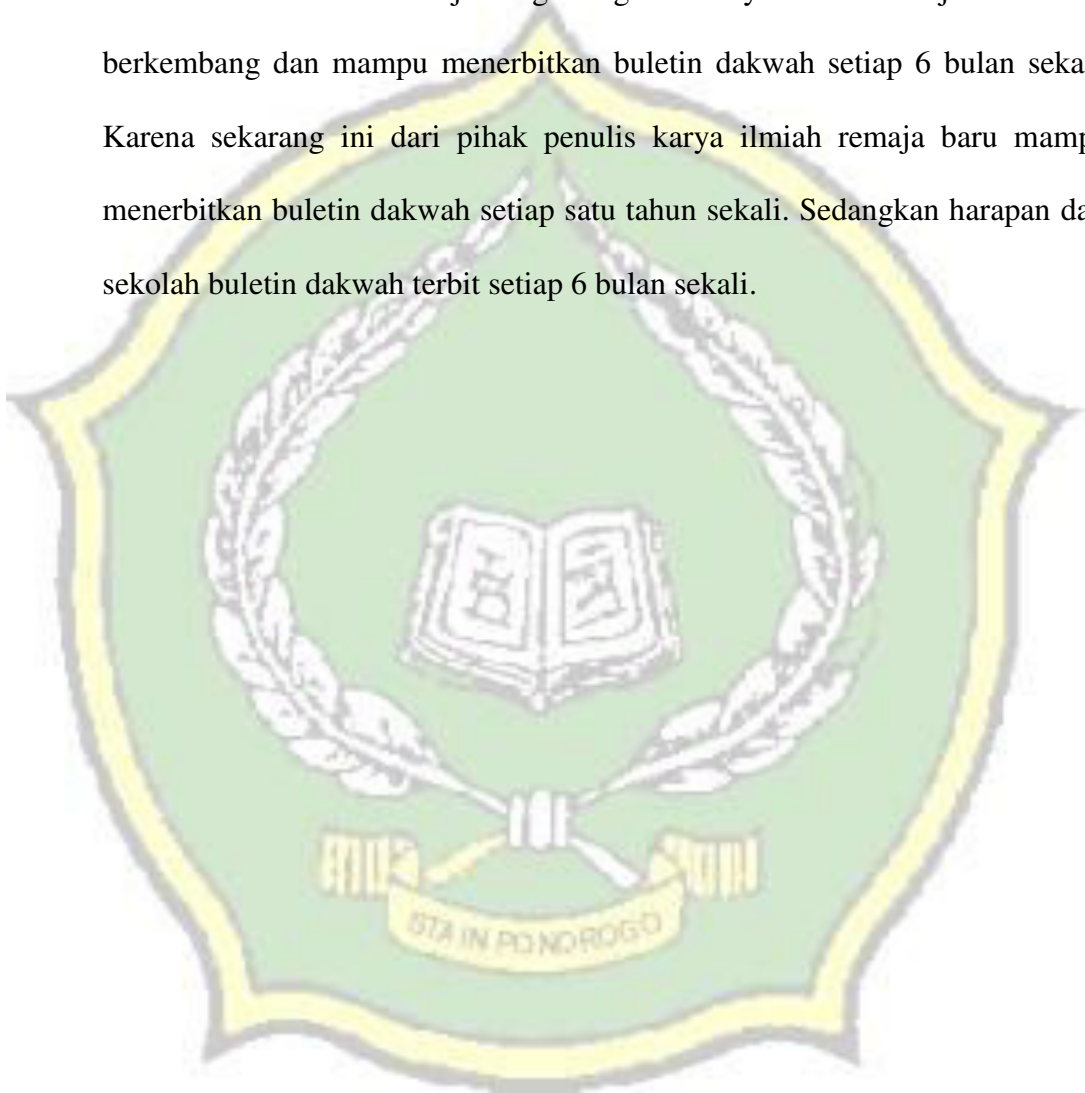 berkembang dan mampu menerbitkan buletin dakwah setiap 6 bulan
Karena sekarang ini dari pihak penulis karya ilmiah remaja baru
menerbitkan buletin dakwah setiap satu tahun sekali. Sedangkan harapan
sekolah buletin dakwah terbit setiap 6 bulan sekali.
STAIN PONOROGO